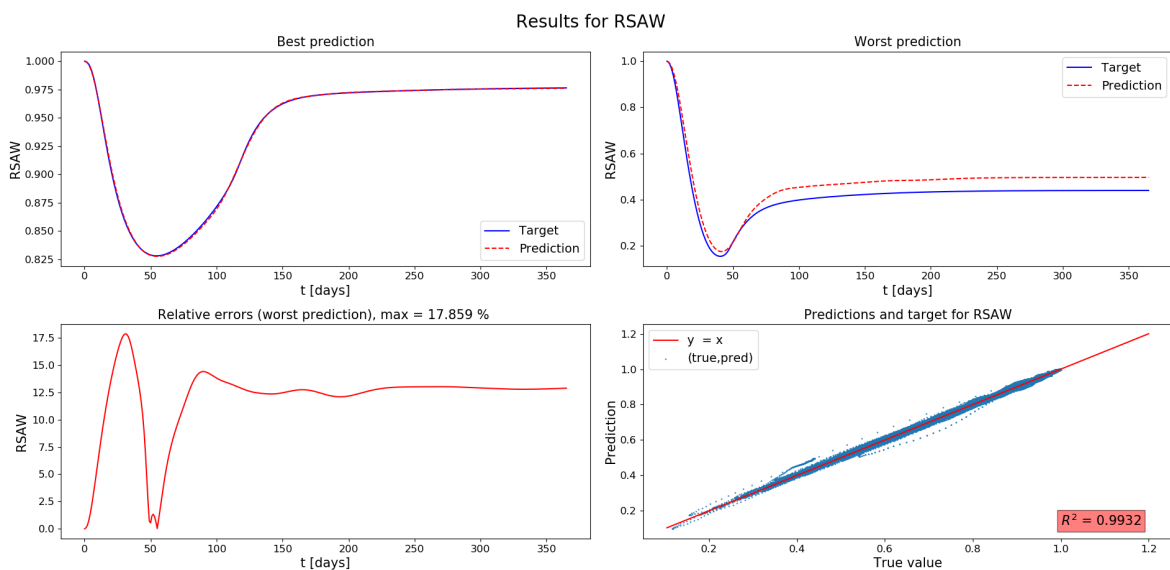 Results for RSAW
Best prediction
1.000
0.975
0.950
0.925
0.900
0.875
0.850
0.825
RSAW
0
50
100
150
200
250
300
350
t [days]
Target
Prediction
Worst prediction
1.0
0.8
0.6
0.4
0.2
RSAW
0
50
100
150
200
250
300
350
t [days]
Target
Prediction
Relative errors (worst prediction), max = 17.859 %
17.5
15.0
12.5
10.0
7.5
5.0
2.5
0.0
RSAW
0
50
100
150
200
250
300
350
t [days]
Predictions and target for RSAW
1.2
1.0
0.8
0.6
0.4
0.2
Prediction
0.2
0.4
0.6
0.8
1.0
1.2
True value
y = x
(true,pred)
R² = 0.9932